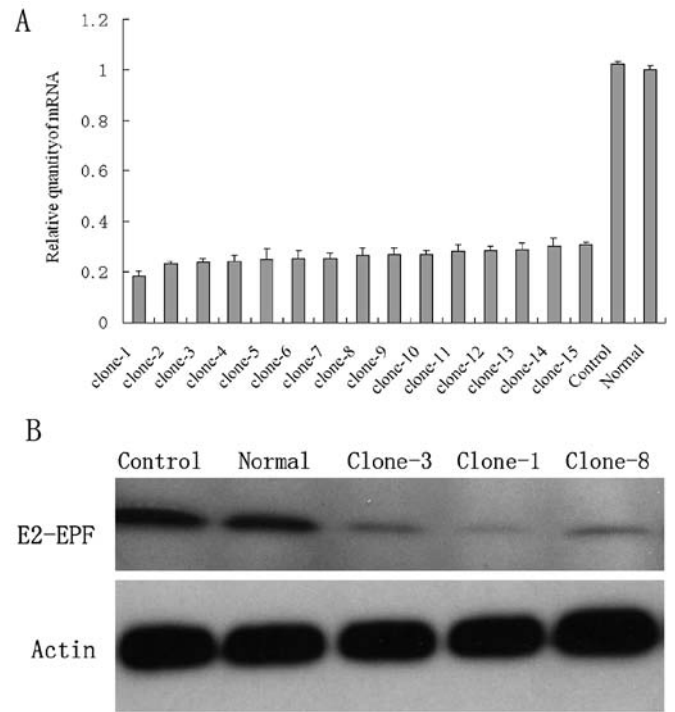 A
Relative quantity of mRNA
1.2
1
0.8
0.6
0.4
0.2
0
clone-1
clone-2
clone-3
clone-4
clone-5
clone-6
clone-7
clone-8
clone-9
clone-10
clone-11
clone-12
clone-13
clone-14
clone-15
Control
Normal
B
Control Normal Clone-3 Clone-1 Clone-8
E2-EPF
Actin